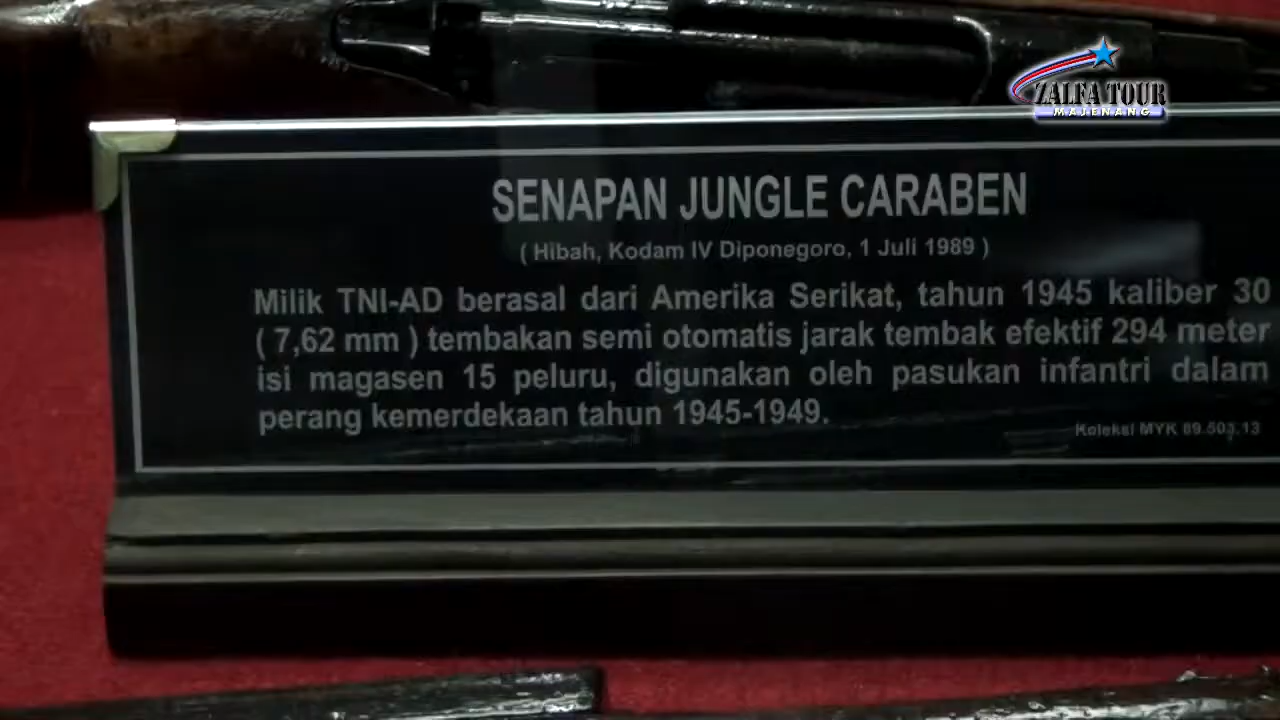 ZALFA TOUR
MAJENANG
SENAPAN JUNGLE CARABEN
( Hibah, Kodam IV Diponegoro, 1 Juli 1989 )
Milik TNI-AD berasal dari Amerika Serikat, tahun 1945 kaliber 30
( 7,62 mm ) tembakan semi otomatis jarak tembak efektif 294 meter
isi magasen 15 peluru, digunakan oleh pasukan infantri dalam
perang kemerdekaan tahun 1945-1949.
Koleksi MYK 89.503.13